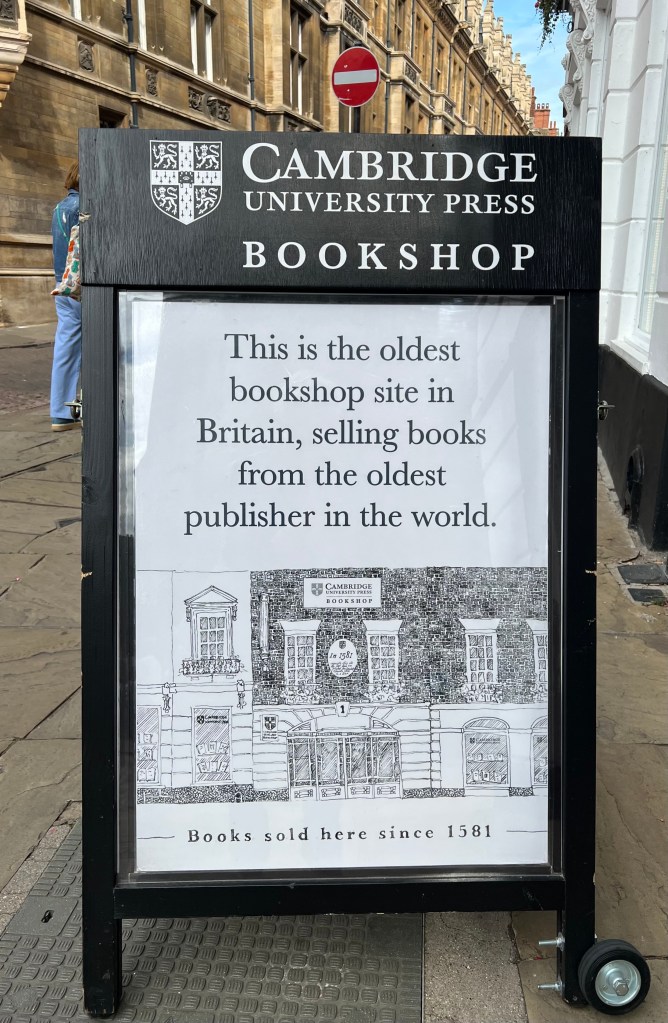 CAMBRIDGE
UNIVERSITY PRESS
BOOKSHOP
This is the oldest
bookshop site in
Britain, selling books
from the oldest
publisher in the world.
CAMBRIDGE
UNIVERSITY PRESS
BOOKSHOP
In 1581
1
Books sold here since 1581